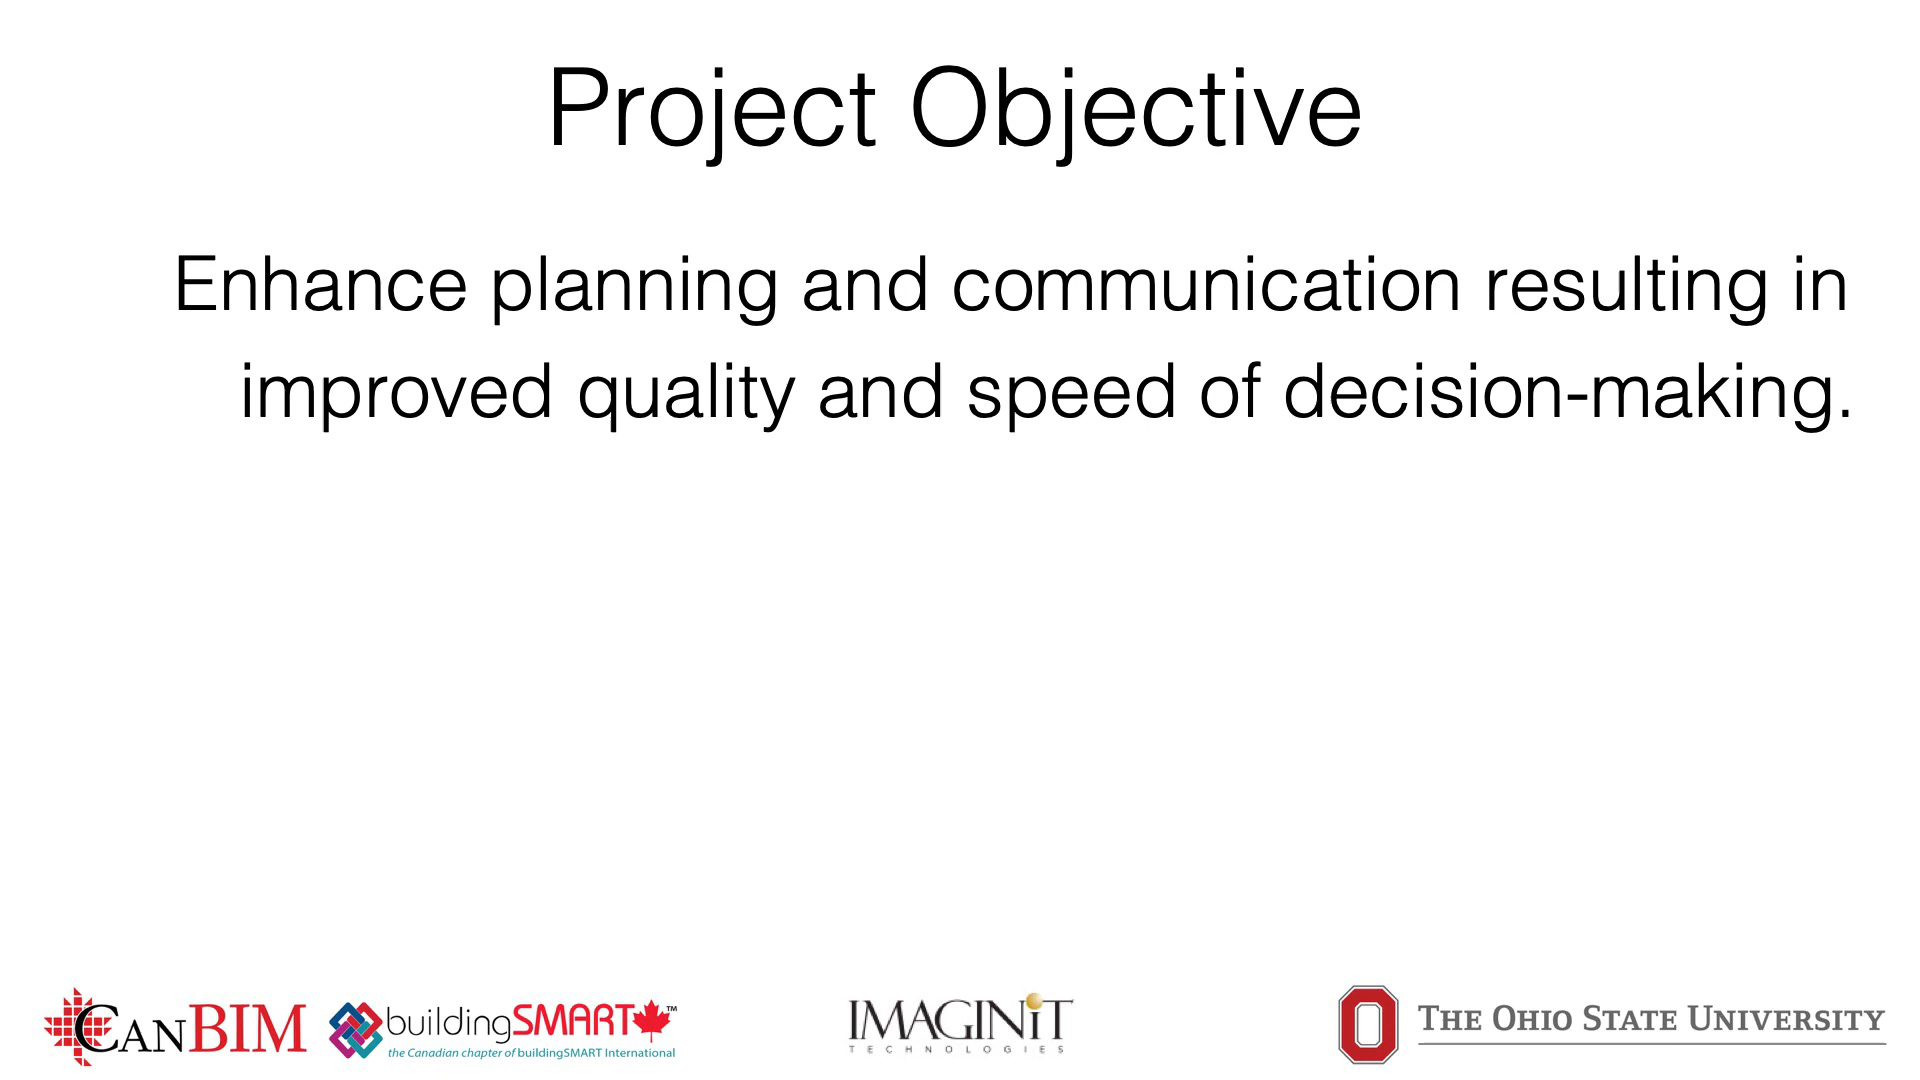 Project Objective
Enhance planning and communication resulting in
improved quality and speed of decision-making.
CANBIM
buildingSMART™
the Canadian chapter of buildingSMART International
IMAGINiT
TECHNOLOGIES
THE OHIO STATE UNIVERSITY